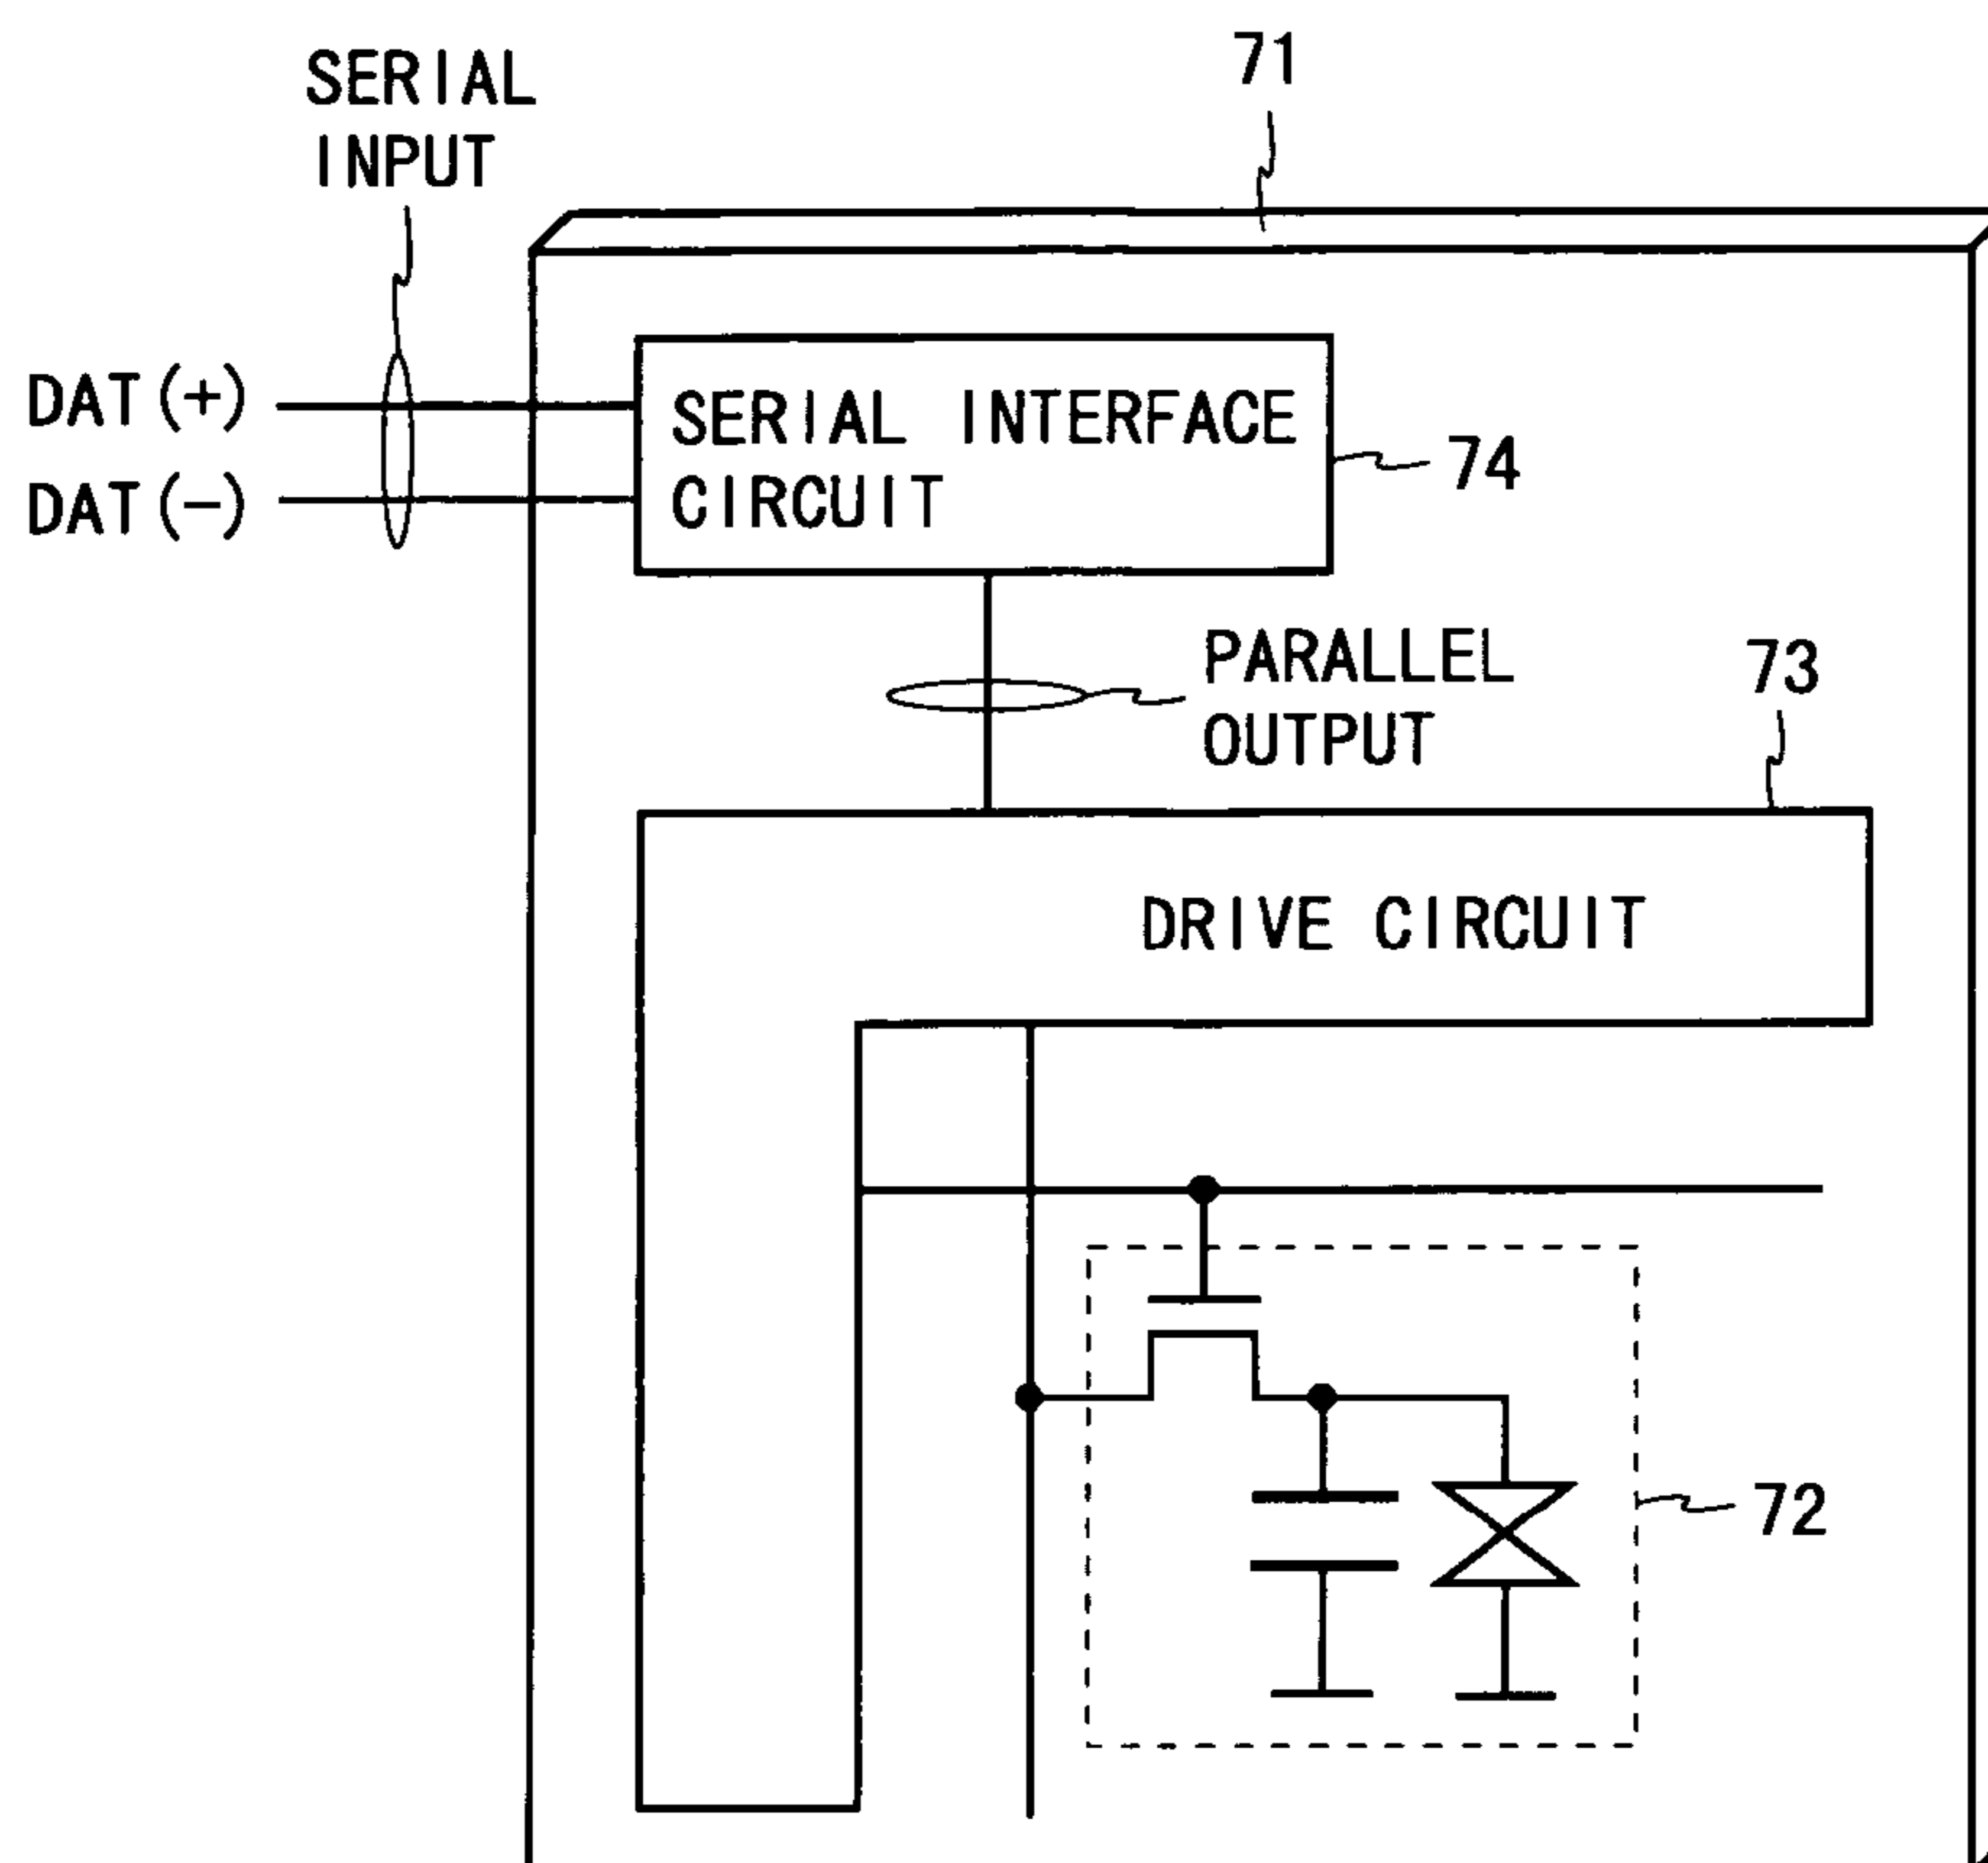 SERIAL
INPUT
71
DAT(+)
DAT(−)
SERIAL INTERFACE
CIRCUIT
74
PARALLEL
OUTPUT
73
DRIVE CIRCUIT
72